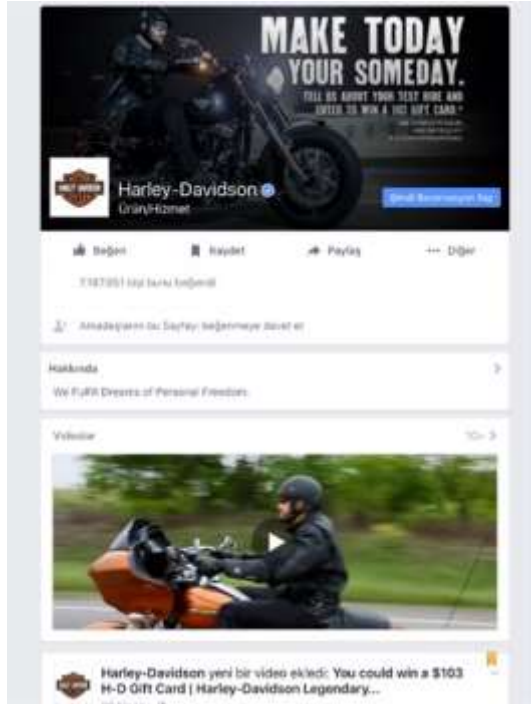 MAKE TODAY
YOUR SOMEDAY.
TELL US ABOUT YOUR TEST RIDE AND
ENTER TO WIN A 103 GIFT CARD.*
Harley-Davidson
Ürün/Hizmet
Şimdi Rezervasyon Yap
Beğen Kaydet Paylaş Diğer
kişi bunu beğendi
Arkadaşlarını bu Sayfayı beğenmeye davet et
Hakkında
We Fulfill Dreams of Personal Freedom.
Videolar 10+
Harley-Davidson yeni bir video ekledi: You could win a $103
H-D Gift Card | Harley-Davidson Legendary...